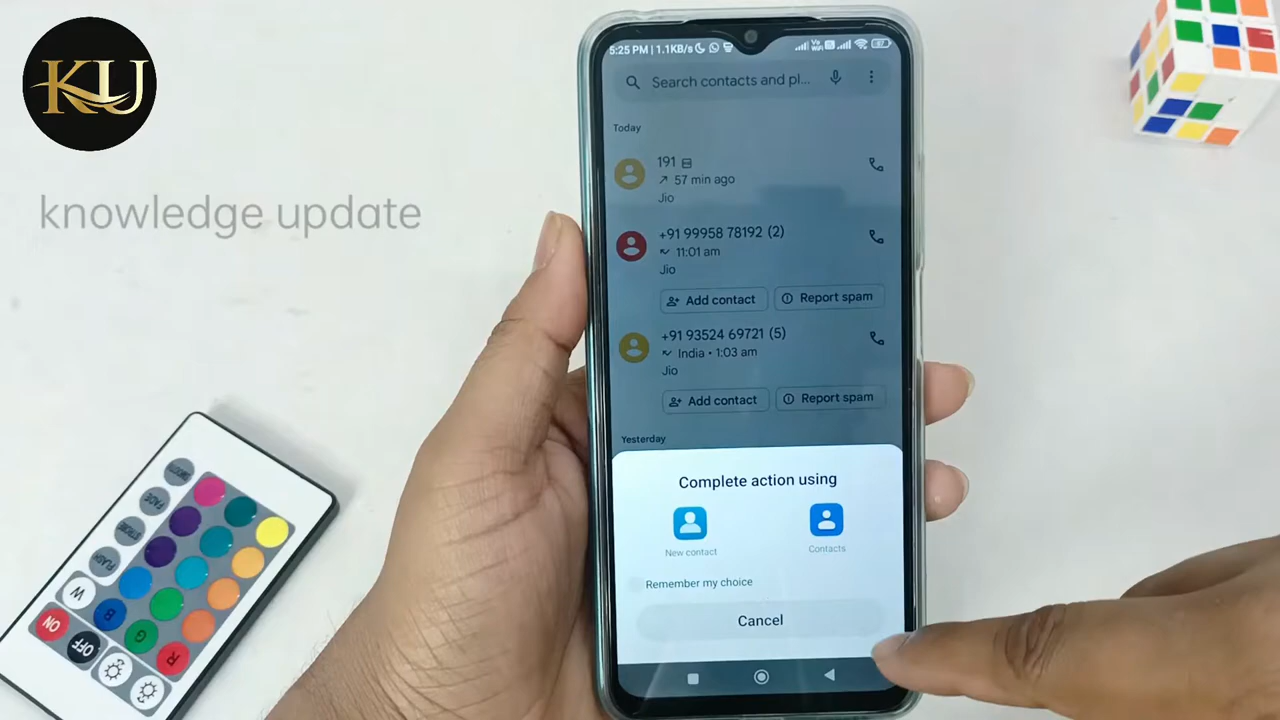 KU
knowledge update
5:25 PM | 1.1KB/s
Search contacts and pl...
Today
191
57 min ago
Jio
+91 99958 78192 (2)
11:01 am
Jio
Add contact
Report spam
+91 93524 69721 (5)
India • 1:03 am
Jio
Add contact
Report spam
Yesterday
Complete action using
New contact
Contacts
Remember my choice
Cancel
SMOOTH
FADE
STROBE
FLASH
W
B
G
R
ON
OFF